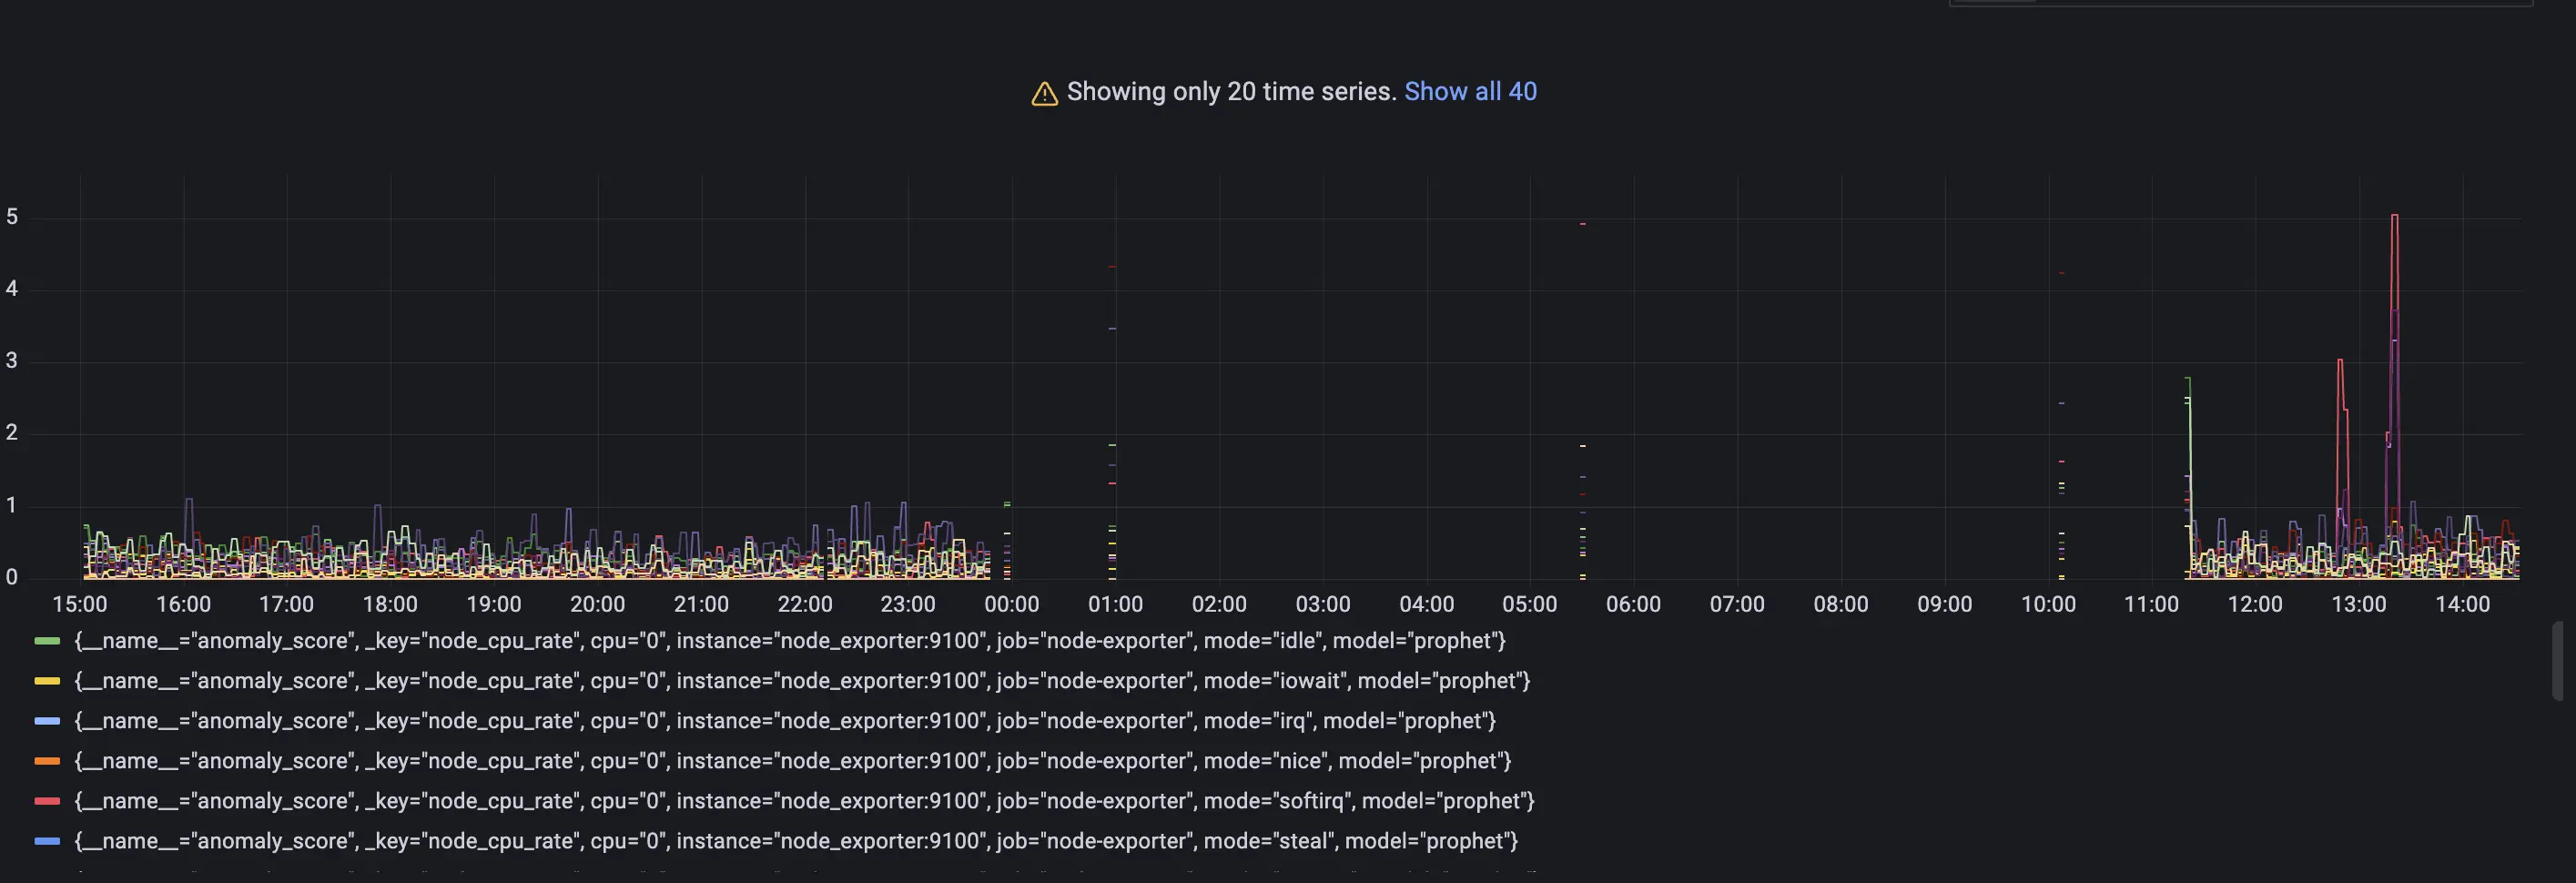 Showing only 20 time series. Show all 40
5
4
3
2
1
0
15:00 16:00 17:00 18:00 19:00 20:00 21:00 22:00 23:00 00:00 01:00 02:00 03:00 04:00 05:00 06:00 07:00 08:00 09:00 10:00 11:00 12:00 13:00 14:00
{__name__="anomaly_score", _key="node_cpu_rate", cpu="0", instance="node_exporter:9100", job="node-exporter", mode="idle", model="prophet"}
{__name__="anomaly_score", _key="node_cpu_rate", cpu="0", instance="node_exporter:9100", job="node-exporter", mode="iowait", model="prophet"}
{__name__="anomaly_score", _key="node_cpu_rate", cpu="0", instance="node_exporter:9100", job="node-exporter", mode="irq", model="prophet"}
{__name__="anomaly_score", _key="node_cpu_rate", cpu="0", instance="node_exporter:9100", job="node-exporter", mode="nice", model="prophet"}
{__name__="anomaly_score", _key="node_cpu_rate", cpu="0", instance="node_exporter:9100", job="node-exporter", mode="softirq", model="prophet"}
{__name__="anomaly_score", _key="node_cpu_rate", cpu="0", instance="node_exporter:9100", job="node-exporter", mode="steal", model="prophet"}